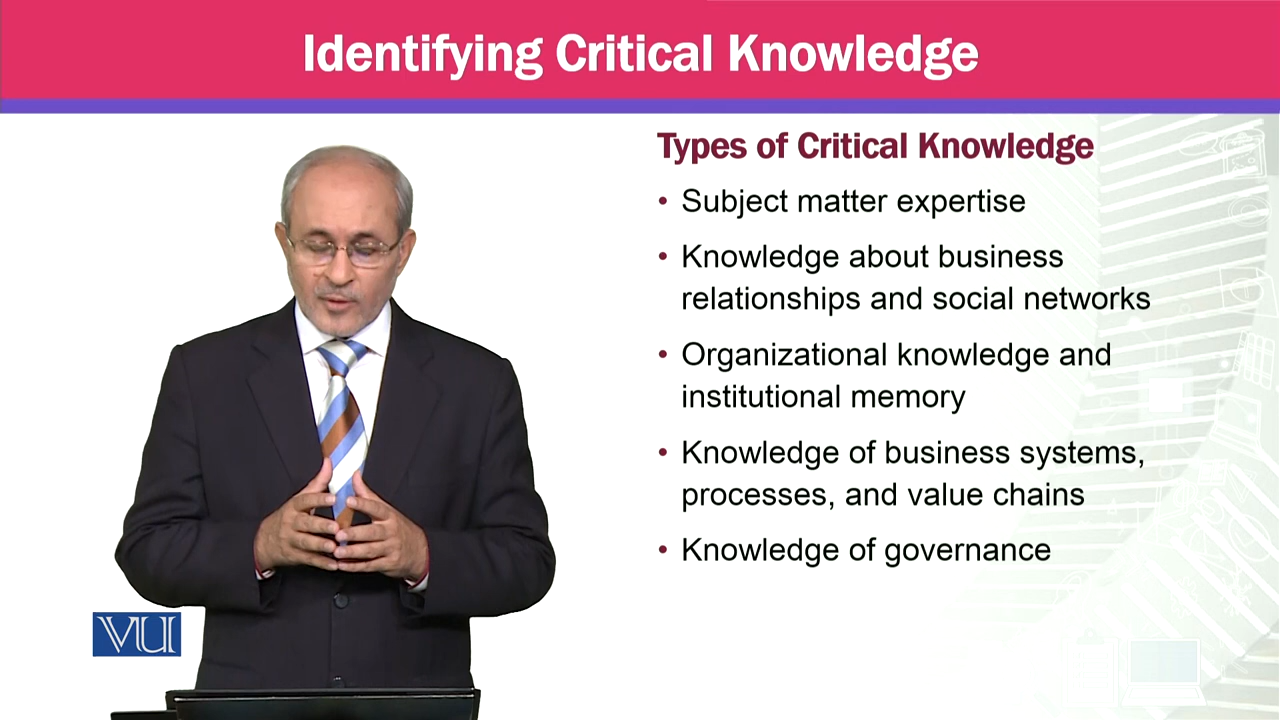 Identifying Critical Knowledge
Types of Critical Knowledge
• Subject matter expertise
• Knowledge about business
relationships and social networks
• Organizational knowledge and
institutional memory
• Knowledge of business systems,
processes, and value chains
• Knowledge of governance
VU